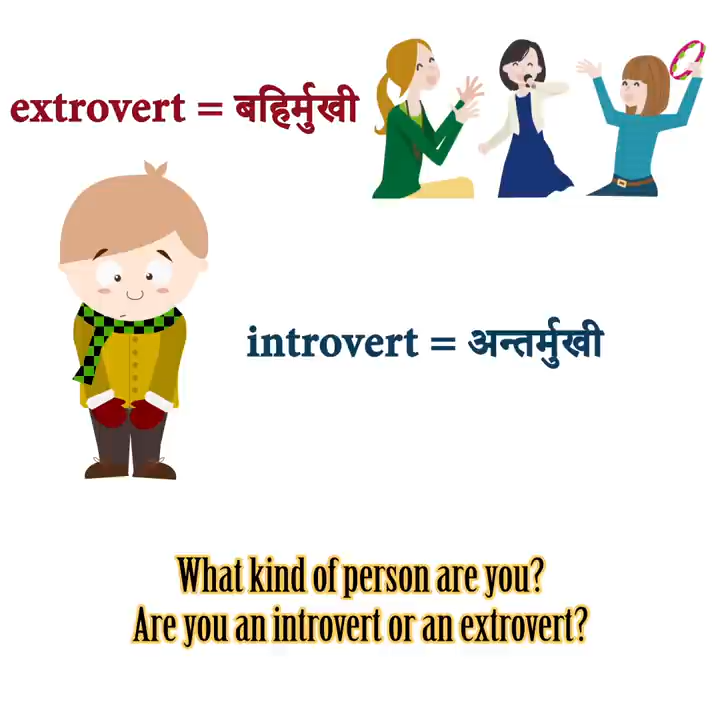 extrovert = बहिर्मुखी
introvert = अन्तर्मुखी
What kind of person are you?
Are you an introvert or an extrovert?